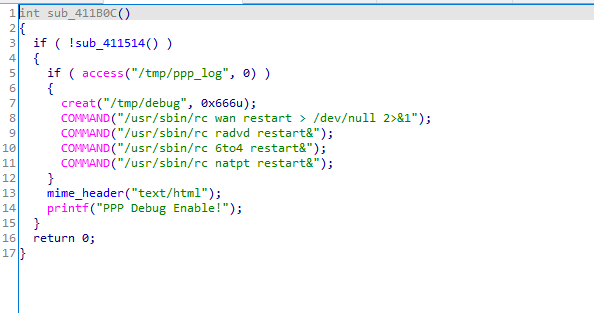 1 int sub_411B0C()
2 {
3 if ( !sub_411514() )
4 {
5 if ( access("/tmp/ppp_log", 0) )
6 {
7 creat("/tmp/debug", 0x666u);
8 COMMAND("/usr/sbin/rc wan restart > /dev/null 2>&1");
9 COMMAND("/usr/sbin/rc radvd restart&");
10 COMMAND("/usr/sbin/rc 6to4 restart&");
11 COMMAND("/usr/sbin/rc natpt restart&");
12 }
13 mime_header("text/html");
14 printf("PPP Debug Enable!");
15 }
16 return 0;
17 }